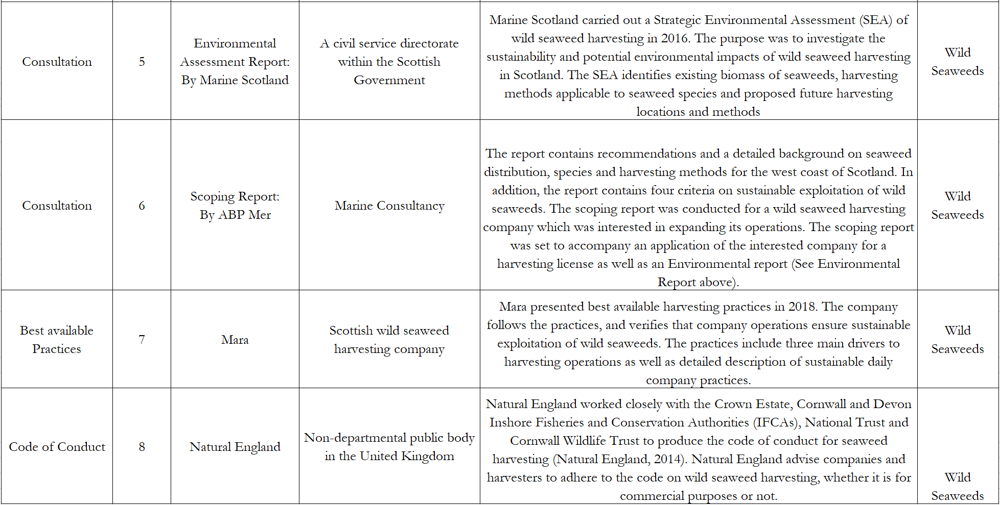 Consultation
5
Environmental
Assessment Report:
By Marine Scotland
A civil service directorate
within the Scottish
Government
Marine Scotland carried out a Strategic Environmental Assessment (SEA) of
wild seaweed harvesting in 2016. The purpose was to investigate the
sustainability and potential environmental impacts of wild seaweed harvesting
in Scotland. The SEA identifies existing biomass of seaweeds, harvesting
methods applicable to seaweed species and proposed future harvesting
locations and methods
Wild
Seaweeds
Consultation
6
Scoping Report:
By ABP Mer
Marine Consultancy
The report contains recommendations and a detailed background on seaweed
distribution, species and harvesting methods for the west coast of Scotland. In
addition, the report contains four criteria on sustainable exploitation of wild
seaweeds. The scoping report was conducted for a wild seaweed harvesting
company which was interested in expanding its operations. The scoping report
was set to accompany an application of the interested company for a
harvesting license as well as an Environmental report (See Environmental
Report above).
Wild
Seaweeds
Best available
Practices
7
Mara
Scottish wild seaweed
harvesting company
Mara presented best available harvesting practices in 2018. The company
follows the practices, and verifies that company operations ensure sustainable
exploitation of wild seaweeds. The practices include three main drivers to
harvesting operations as well as detailed description of sustainable daily
company practices.
Wild
Seaweeds
Code of Conduct
8
Natural England
Non-departmental public body
in the United Kingdom
Natural England worked closely with the Crown Estate, Cornwall and Devon
Inshore Fisheries and Conservation Authorities (IFCAs), National Trust and
Cornwall Wildlife Trust to produce the code of conduct for seaweed
harvesting (Natural England, 2014). Natural England advise companies and
harvesters to adhere to the code on wild seaweed harvesting, whether it is for
commercial purposes or not.
Wild
Seaweeds